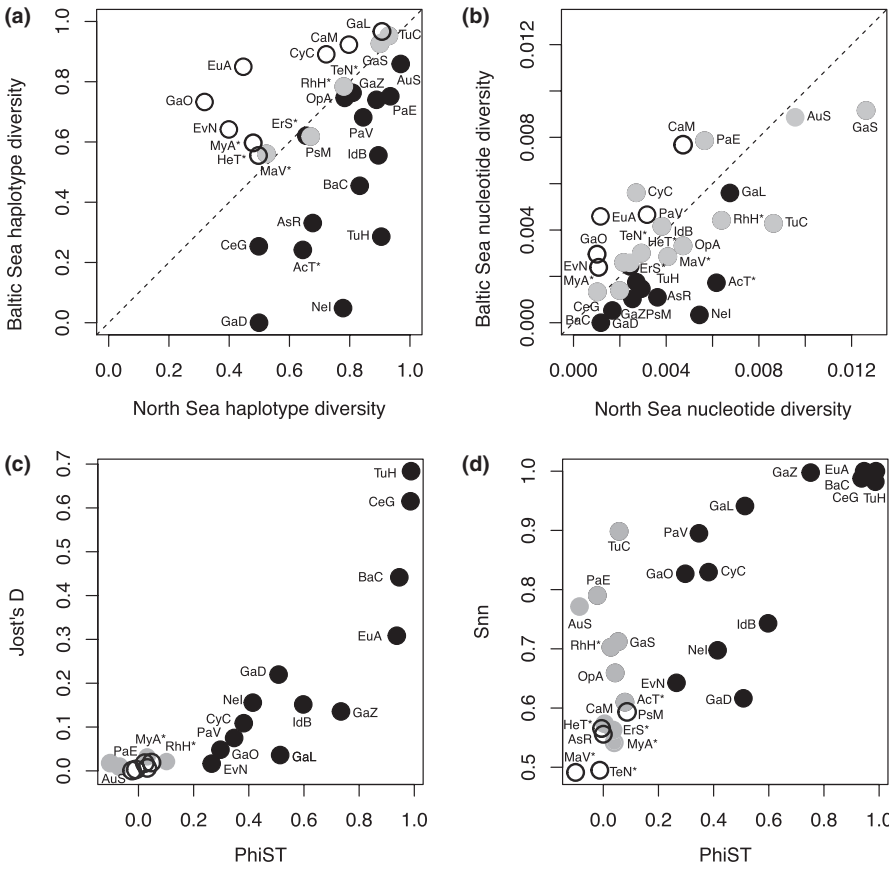 (a)
Baltic Sea haplotype diversity
1.0
0.8
0.6
0.4
0.2
0.0
GaL
TuC
CaM
CyC
GaS
EuA
TeN*
AuS
RhH*
GaZ
GaO
OpA
PaE
EvN
ErS*
PaV
MyA*
PsM
IdB
HeT*
MaV*
BaC
AsR
TuH
CeG
AcT*
NeI
GaD
0.0 0.2 0.4 0.6 0.8 1.0
North Sea haplotype diversity
(b)
Baltic Sea nucleotide diversity
0.012
0.008
0.004
0.000
AuS
GaS
CaM
PaE
CyC
GaL
EuA
PaV
RhH*
TuC
IdB
TeN*
GaO
HeT*
OpA
EvN
ErS*
MaV*
MyA*
TuH
AcT*
AsR
CeG
GaZ
PsM
NeI
BaC
GaD
0.000 0.004 0.008 0.012
North Sea nucleotide diversity
(c)
Jost's D
0.7
0.6
0.5
0.4
0.3
0.2
0.1
0.0
TuH
CeG
BaC
EuA
GaD
NeI
IdB
GaZ
CyC
PaV
MyA*
RhH*
PaE
GaO
GaL
EvN
AuS
0.0 0.2 0.4 0.6 0.8 1.0
PhiST
(d)
Snn
1.0
0.9
0.8
0.7
0.6
0.5
GaZ
EuA
BaC
CeG
TuH
GaL
PaV
TuC
GaO
CyC
PaE
AuS
IdB
RhH*
GaS
NeI
OpA
EvN
AcT*
GaD
CaM
PsM
HeT*
ErS*
AsR
MyA*
MaV*
TeN*
0.0 0.2 0.4 0.6 0.8 1.0
PhiST